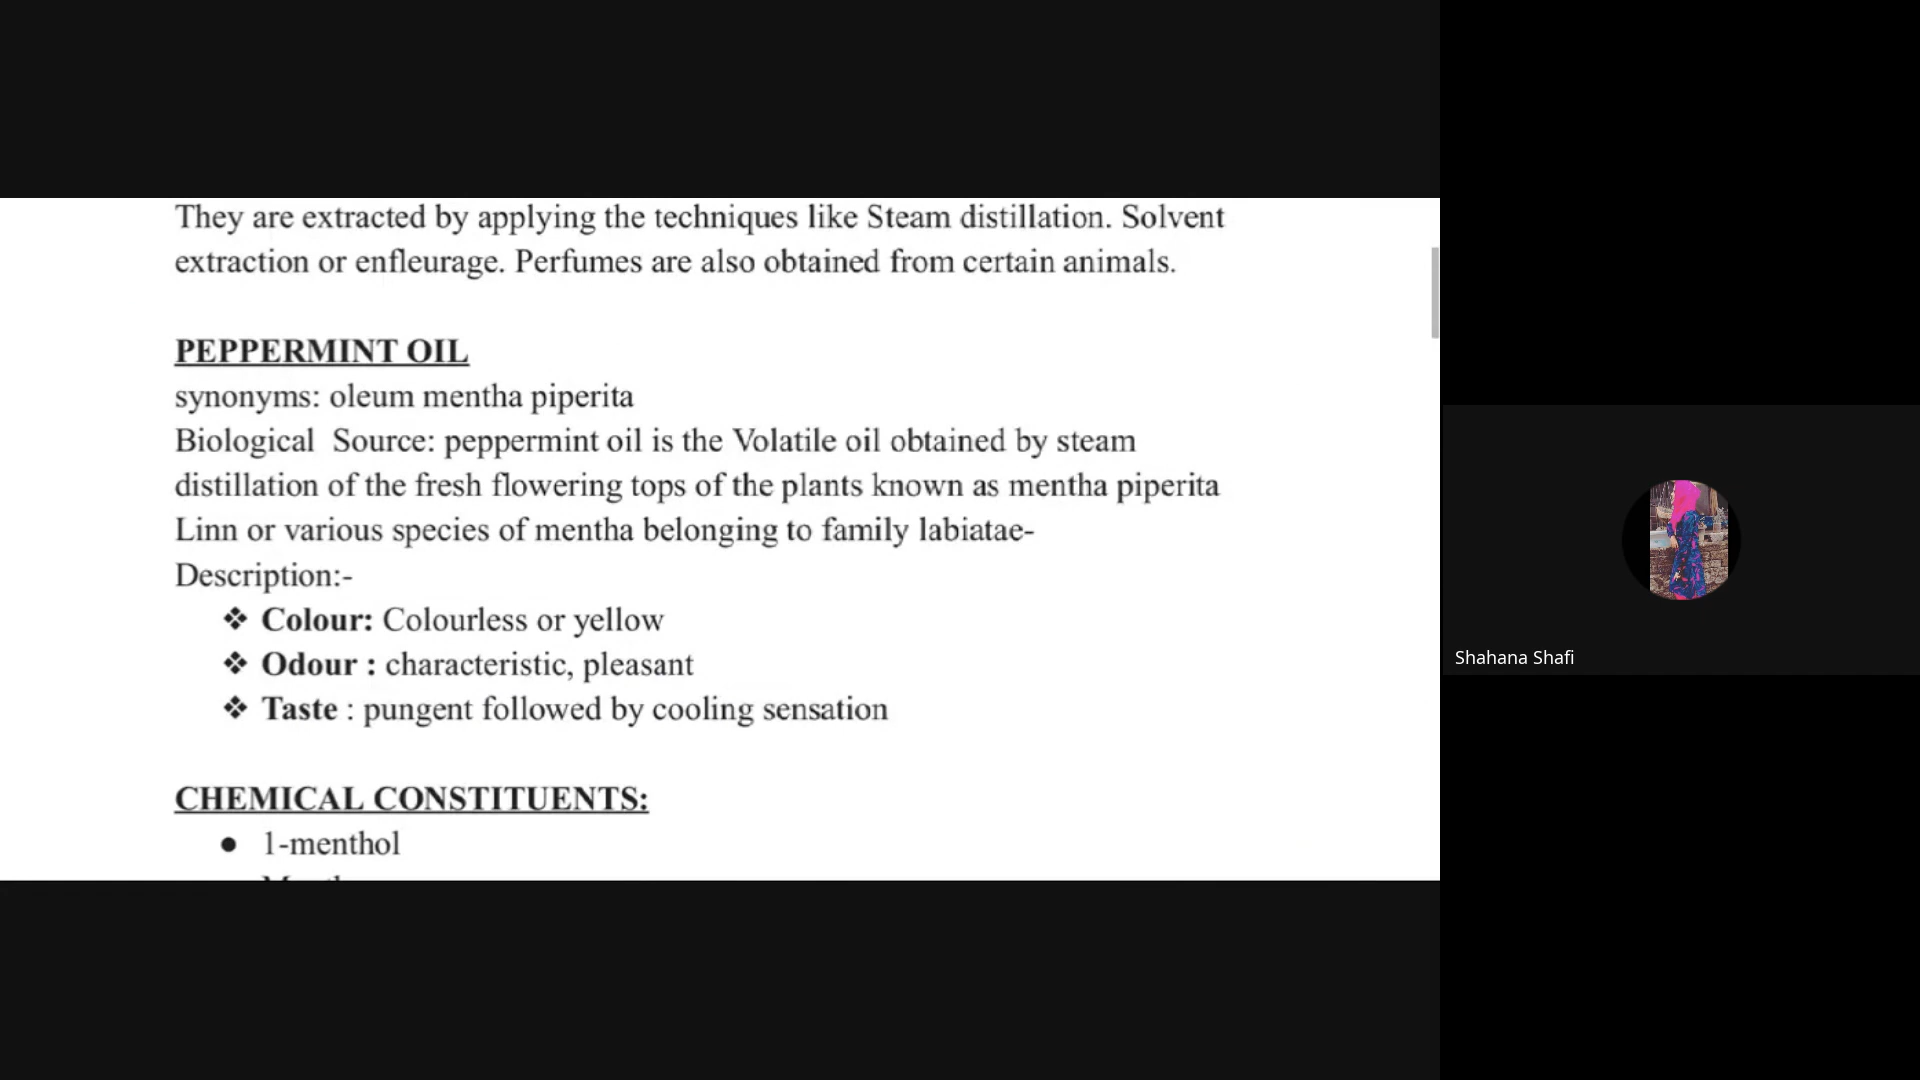 They are extracted by applying the techniques like Steam distillation. Solvent
extraction or enfleurage. Perfumes are also obtained from certain animals.
PEPPERMINT OIL
synonyms: oleum mentha piperita
Biological Source: peppermint oil is the Volatile oil obtained by steam
distillation of the fresh flowering tops of the plants known as mentha piperita
Linn or various species of mentha belonging to family labiatae-
Description:-
❖ Colour: Colourless or yellow
❖ Odour : characteristic, pleasant
❖ Taste : pungent followed by cooling sensation
CHEMICAL CONSTITUENTS:
● 1-menthol
Shahana Shafi